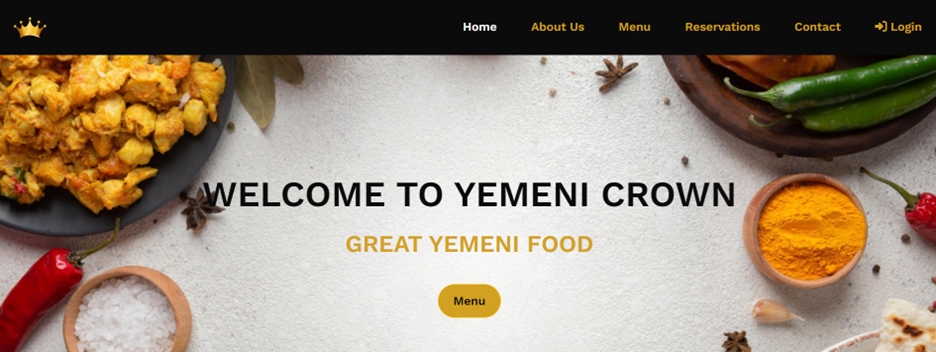 Home About Us Menu Reservations Contact Login
WELCOME TO YEMENI CROWN
GREAT YEMENI FOOD
Menu